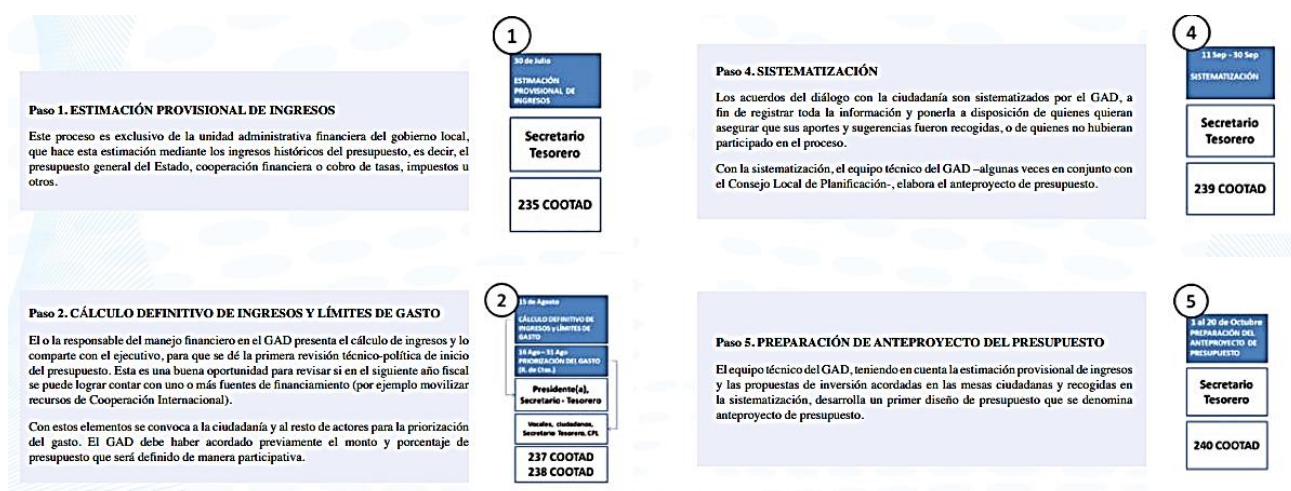 Paso 1. ESTIMACIÓN PROVISIONAL DE INGRESOS
Este proceso es exclusivo de la unidad administrativa financiera del gobierno local,
que hace esta estimación mediante los ingresos históricos del presupuesto, es decir, el
presupuesto general del Estado, cooperación financiera o cobro de tasas, impuestos u
otros.
1
30 de Julio
ESTIMACIÓN
PROVISIONAL DE
INGRESOS
Secretario
Tesorero
235 COOTAD
Paso 2. CÁLCULO DEFINITIVO DE INGRESOS Y LÍMITES DE GASTO
El o la responsable del manejo financiero en el GAD presenta el cálculo de ingresos y lo
comparte con el ejecutivo, para que se dé la primera revisión técnico-política de inicio
del presupuesto. Esta es una buena oportunidad para revisar si en el siguiente año fiscal
se puede lograr contar con uno o más fuentes de financiamiento (por ejemplo movilizar
recursos de Cooperación Internacional).
Con estos elementos se convoca a la ciudadanía y al resto de actores para la priorización
del gasto. El GAD debe haber acordado previamente el monto y porcentaje de
presupuesto que será definido de manera participativa.
2
15 de Agosto
CÁLCULO DEFINITIVO DE
INGRESOS y LÍMITES DE
GASTO
16 Ago - 31 Ago
PRIORIZACIÓN DEL GASTO
(R. de Ctas.)
Presidente(a),
Secretario - Tesorero
Vocales, ciudadanos,
Secretario Tesorero, CPL
237 COOTAD
238 COOTAD
Paso 4. SISTEMATIZACIÓN
Los acuerdos del diálogo con la ciudadanía son sistematizados por el GAD, a
fin de registrar toda la información y ponerla a disposición de quienes quieran
asegurar que sus aportes y sugerencias fueron recogidas, o de quienes no hubieran
participado en el proceso.
Con la sistematización, el equipo técnico del GAD –algunas veces en conjunto con
el Consejo Local de Planificación-, elabora el anteproyecto de presupuesto.
4
11 Sep - 30 Sep
SISTEMATIZACIÓN
Secretario
Tesorero
239 COOTAD
Paso 5. PREPARACIÓN DE ANTEPROYECTO DEL PRESUPUESTO
El equipo técnico del GAD, teniendo en cuenta la estimación provisional de ingresos
y las propuestas de inversión acordadas en las mesas ciudadanas y recogidas en
la sistematización, desarrolla un primer diseño de presupuesto que se denomina
anteproyecto de presupuesto.
5
1 al 20 de Octubre
PREPARACIÓN DEL
ANTEPROYECTO DE
PRESUPUESTO
Secretario
Tesorero
240 COOTAD